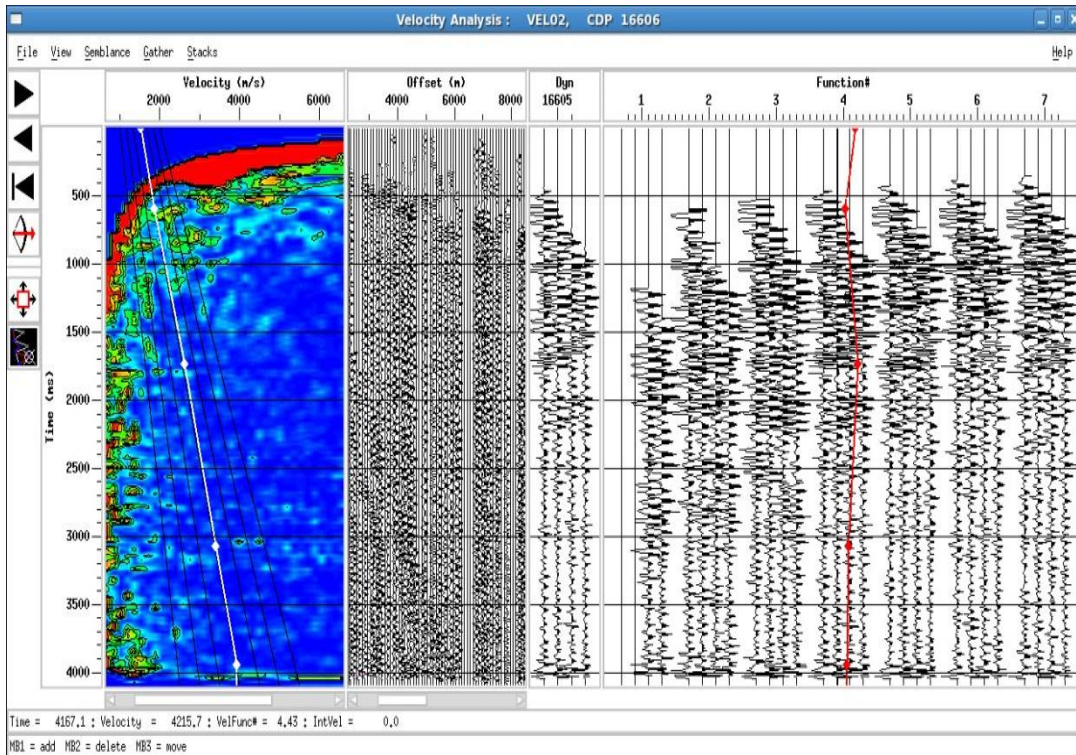 Velocity Analysis : VEL02, CDP 16606
File View Semblance Gather Stacks Help
Velocity (m/s) Offset (m) Dyn Function#
2000 4000 6000 4000 6000 8000 16605 1 2 3 4 5 6 7
500
1000
1500
2000
2500
3000
3500
4000
Time (ms)
Time = 4167.1 : Velocity = 4215.7 : VelFunc# = 4.43 : IntVel = 0.0
MB1 = add MB2 = delete MB3 = move